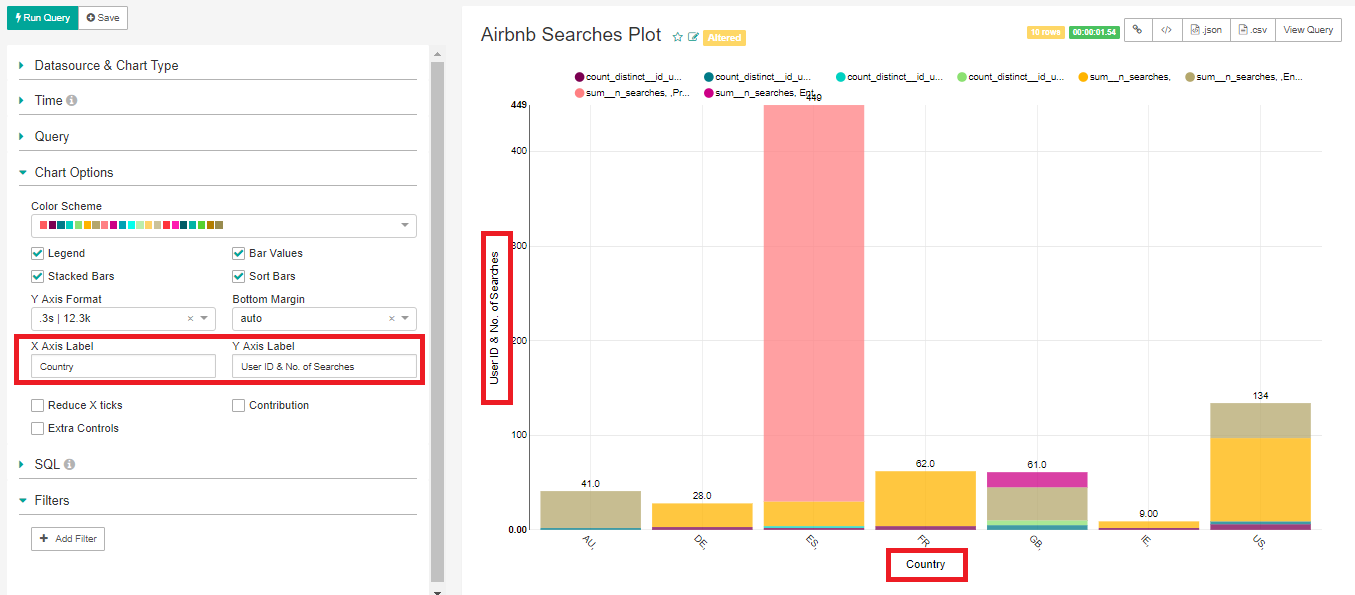 Run Query Save
Datasource & Chart Type
Time
Query
Chart Options
Color Scheme
Legend Bar Values
Stacked Bars Sort Bars
Y Axis Format Bottom Margin
.3s | 12.3k × auto ×
X Axis Label Y Axis Label
Country User ID & No. of Searches
Reduce X ticks Contribution
Extra Controls
SQL
Filters
+ Add Filter
Airbnb Searches Plot Altered
10 rows 00:00:01.54 </> .json .csv View Query
count_distinct__id_u... count_distinct__id_u... count_distinct__id_u... count_distinct__id_u... sum__n_searches, sum__n_searches, ,En...
sum__n_searches, ,Pr... sum__n_searches, Ent
449
449
400
300
200
100
0.00
User ID & No. of Searches
41.0 28.0 62.0 61.0 9.00 134
AU, DE, ES, FR, GB, IE, US,
Country